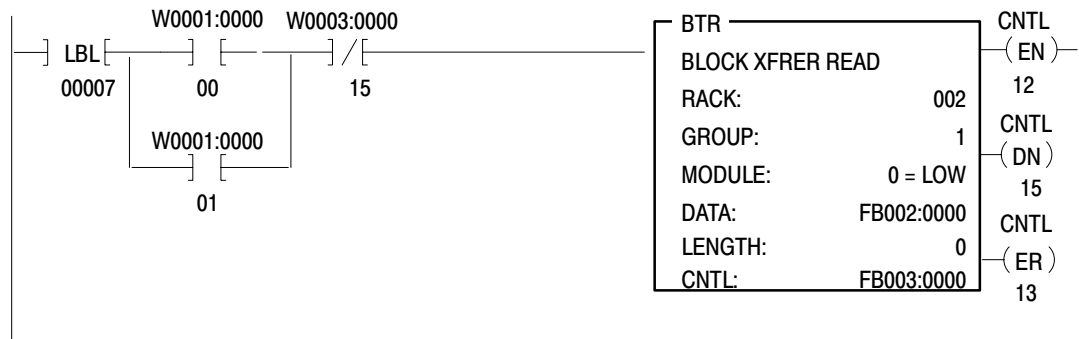 W0001:0000 W0003:0000
LBL
00007 00 15
W0001:0000
01
BTR
BLOCK XFRER READ
RACK: 002
GROUP: 1
MODULE: 0 = LOW
DATA: FB002:0000
LENGTH: 0
CNTL: FB003:0000
CNTL
EN
12
CNTL
DN
15
CNTL
ER
13